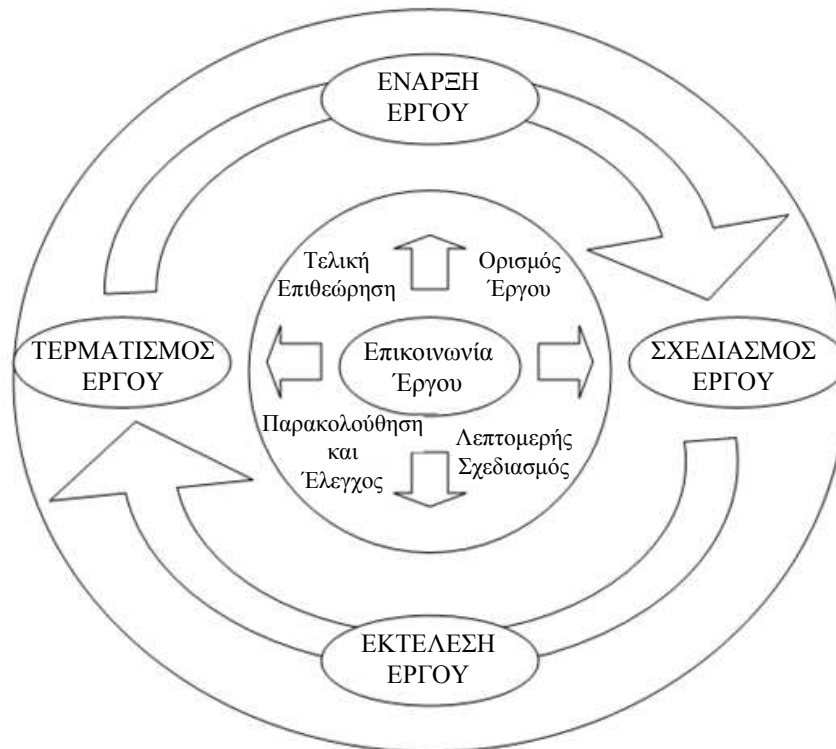 ΕΝΑΡΞΗ
ΕΡΓΟΥ
Τελική
Επιθεώρηση
Ορισμός
Έργου
ΤΕΡΜΑΤΙΣΜΟΣ
ΕΡΓΟΥ
Επικοινωνία
Έργου
ΣΧΕΔΙΑΣΜΟΣ
ΕΡΓΟΥ
Παρακολούθηση
και
Έλεγχος
Λεπτομερής
Σχεδιασμός
ΕΚΤΕΛΕΣΗ
ΕΡΓΟΥ